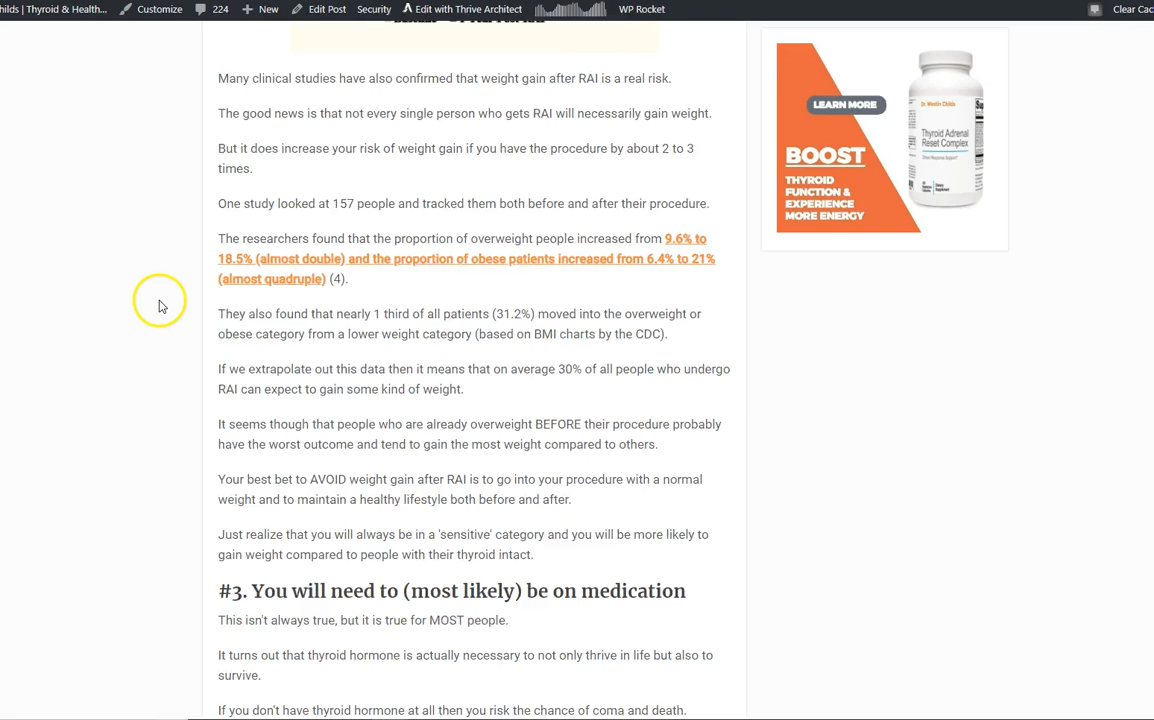 hilds | Thyroid & Health... Customize 224 New Edit Post Security Edit with Thrive Architect WP Rocket Clear Cac
Many clinical studies have also confirmed that weight gain after RAI is a real risk.
The good news is that not every single person who gets RAI will necessarily gain weight.
But it does increase your risk of weight gain if you have the procedure by about 2 to 3
times.
One study looked at 157 people and tracked them both before and after their procedure.
The researchers found that the proportion of overweight people increased from 9.6% to
18.5% (almost double) and the proportion of obese patients increased from 6.4% to 21%
(almost quadruple) (4).
They also found that nearly 1 third of all patients (31.2%) moved into the overweight or
obese category from a lower weight category (based on BMI charts by the CDC).
If we extrapolate out this data then it means that on average 30% of all people who undergo
RAI can expect to gain some kind of weight.
It seems though that people who are already overweight BEFORE their procedure probably
have the worst outcome and tend to gain the most weight compared to others.
Your best bet to AVOID weight gain after RAI is to go into your procedure with a normal
weight and to maintain a healthy lifestyle both before and after.
Just realize that you will always be in a 'sensitive' category and you will be more likely to
gain weight compared to people with their thyroid intact.
#3. You will need to (most likely) be on medication
This isn't always true, but it is true for MOST people.
It turns out that thyroid hormone is actually necessary to not only thrive in life but also to
survive.
If you don't have thyroid hormone at all then you risk the chance of coma and death.
LEARN MORE
BOOST
THYROID
FUNCTION &
EXPERIENCE
MORE ENERGY
Dr. Westin Childs
Thyroid Adrenal
Reset Complex